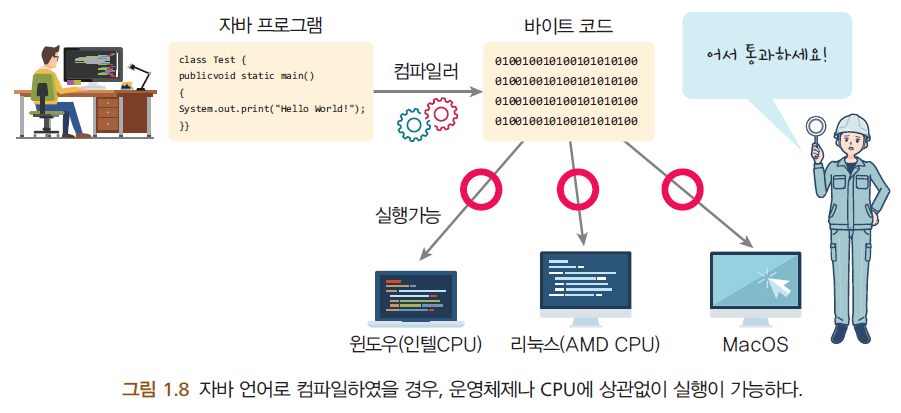 자바 프로그램
class Test {
publicvoid static main()
{
System.out.print("Hello World!");
}}
컴파일러
바이트 코드
01001001010010101010100
01001001010010101010100
01001001010010101010100
01001001010010101010100
어서 통과하세요!
실행가능
윈도우(인텔CPU)
리눅스(AMD CPU)
MacOS
그림 1.8 자바 언어로 컴파일하였을 경우, 운영체제나 CPU에 상관없이 실행이 가능하다.